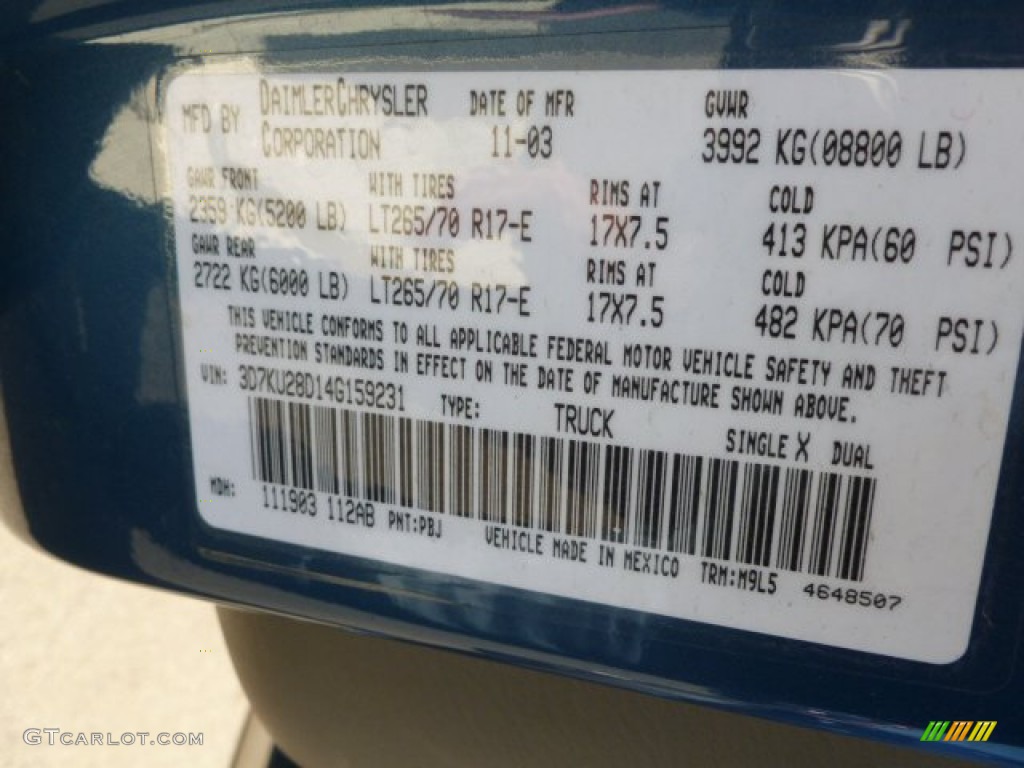 MFD BY DAIMLERCHRYSLER CORPORATION DATE OF MFR 11-03 GVWR 3992 KG(08800 LB)
GAWR FRONT WITH TIRES RIMS AT COLD
2359 KG(5200 LB) LT265/70 R17-E 17X7.5 413 KPA(60 PSI)
GAWR REAR WITH TIRES RIMS AT COLD
2722 KG(6000 LB) LT265/70 R17-E 17X7.5 482 KPA(70 PSI)
THIS VEHICLE CONFORMS TO ALL APPLICABLE FEDERAL MOTOR VEHICLE SAFETY AND THEFT
PREVENTION STANDARDS IN EFFECT ON THE DATE OF MANUFACTURE SHOWN ABOVE.
VIN: 3D7KU28D14G159231 TYPE: TRUCK SINGLE X DUAL
MDH: 111903 112AB PNT:PBJ VEHICLE MADE IN MEXICO TRM:M9L5 4648507
GTCARLOT.COM